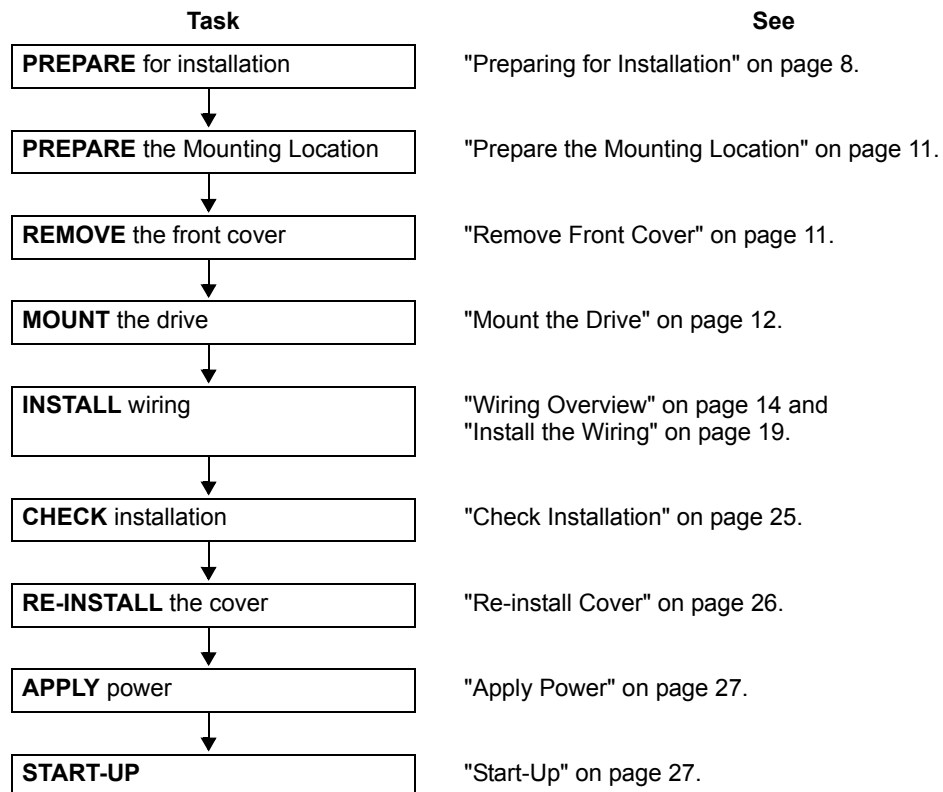 Task See
PREPARE for installation "Preparing for Installation" on page 8.
PREPARE the Mounting Location "Prepare the Mounting Location" on page 11.
REMOVE the front cover "Remove Front Cover" on page 11.
MOUNT the drive "Mount the Drive" on page 12.
INSTALL wiring "Wiring Overview" on page 14 and
"Install the Wiring" on page 19.
CHECK installation "Check Installation" on page 25.
RE-INSTALL the cover "Re-install Cover" on page 26.
APPLY power "Apply Power" on page 27.
START-UP "Start-Up" on page 27.